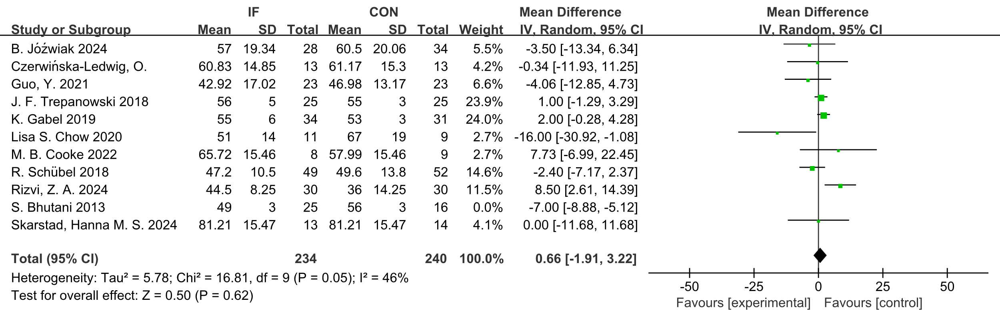 IF CON Mean Difference Mean Difference
Study or Subgroup Mean SD Total Mean SD Total Weight IV, Random, 95% CI IV, Random, 95% CI
B. Jóźwiak 2024 57 19.34 28 60.5 20.06 34 5.5% -3.50 [-13.34, 6.34]
Czerwińska-Ledwig, O. 60.83 14.85 13 61.17 15.3 13 4.2% -0.34 [-11.93, 11.25]
Guo, Y. 2021 42.92 17.02 23 46.98 13.17 23 6.6% -4.06 [-12.85, 4.73]
J. F. Trepanowski 2018 56 5 25 55 3 25 23.9% 1.00 [-1.29, 3.29]
K. Gabel 2019 55 6 34 53 3 31 24.0% 2.00 [-0.28, 4.28]
Lisa S. Chow 2020 51 14 11 67 19 9 2.7% -16.00 [-30.92, -1.08]
M. B. Cooke 2022 65.72 15.46 8 57.99 15.46 9 2.7% 7.73 [-6.99, 22.45]
R. Schübel 2018 47.2 10.5 49 49.6 13.8 52 14.6% -2.40 [-7.17, 2.37]
Rizvi, Z. A. 2024 44.5 8.25 30 36 14.25 30 11.5% 8.50 [2.61, 14.39]
S. Bhutani 2013 49 3 25 56 3 16 0.0% -7.00 [-8.88, -5.12]
Skarstad, Hanna M. S. 2024 81.21 15.47 13 81.21 15.47 14 4.1% 0.00 [-11.68, 11.68]
Total (95% CI) 234 240 100.0% 0.66 [-1.91, 3.22]
Heterogeneity: Tau² = 5.78; Chi² = 16.81, df = 9 (P = 0.05); I² = 46%
Test for overall effect: Z = 0.50 (P = 0.62)
-50 -25 0 25 50
Favours [experimental] Favours [control]